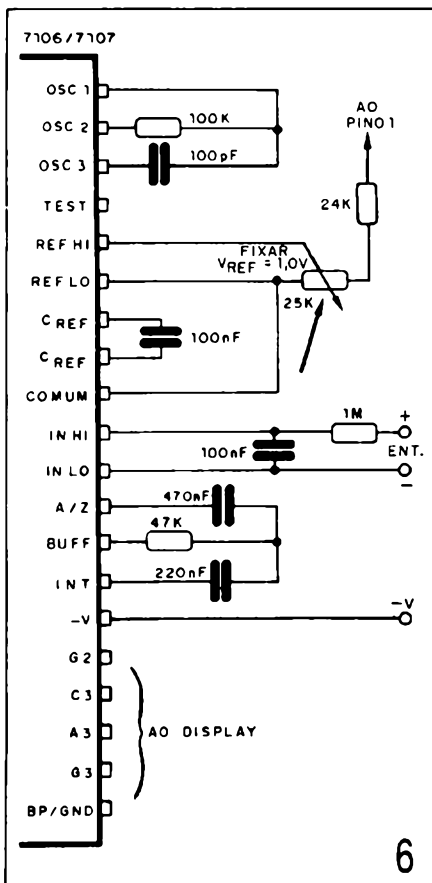 7106/7107
OSC 1
OSC 2
100K
OSC 3
100pF
TEST
REF HI
REF LO
FIXAR
VREF = 1,0V
25K
AO
PINO 1
24K
C REF
C REF
100nF
COMUM
IN HI
IN LO
100nF
1M
+
ENT.
-
A/Z
470nF
BUFF
47K
INT
220nF
-V
-V
G2
C3
A3
G3
AO DISPLAY
BP/GND
6